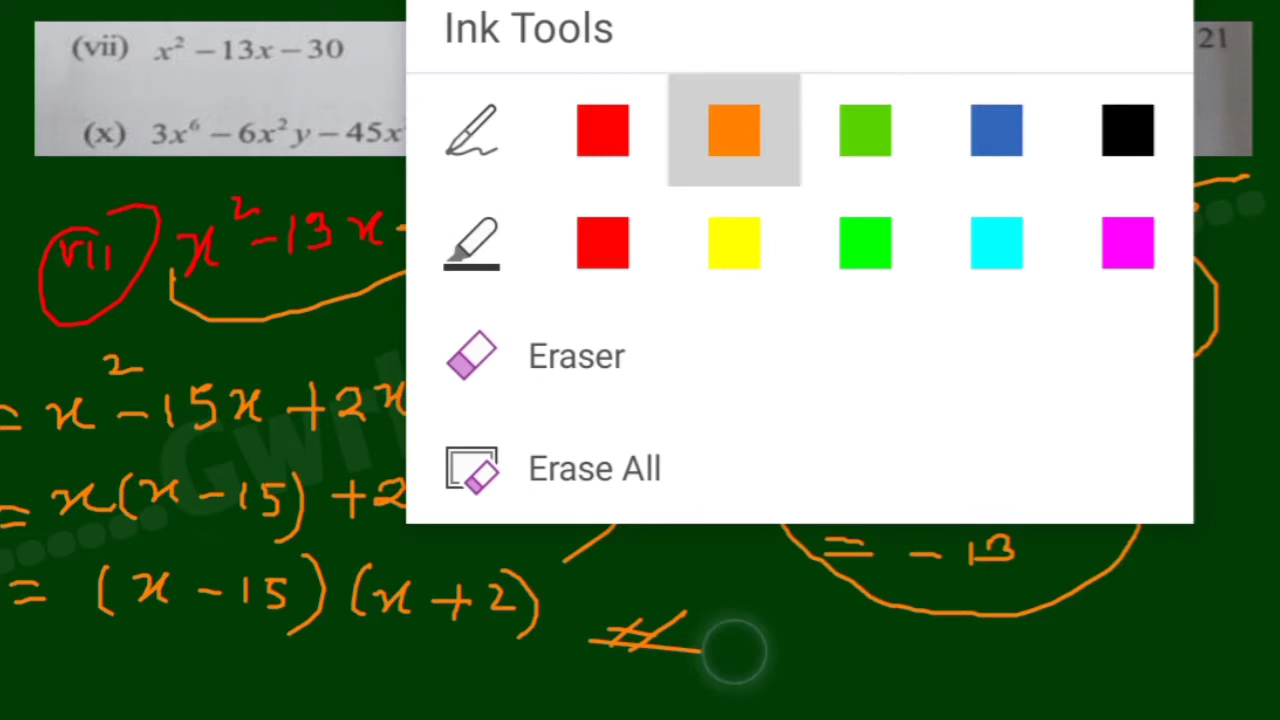 Ink Tools
(vii) x² – 13x – 30
21
(x) 3x⁶ – 6x²y – 45x
Eraser
Erase All
vii) x² - 13x -
= x² - 15x + 2x
= x(x - 15) + 2
= - 13
= (x - 15) (x + 2)